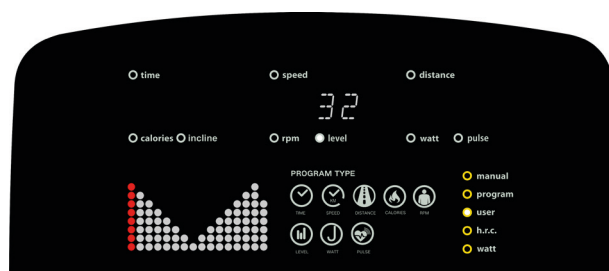 time speed distance
32
calories incline rpm level watt pulse
PROGRAM TYPE
manual
program
KM
TIME SPEED DISTANCE CALORIES RPM
user
h.r.c.
LEVEL WATT PULSE
watt